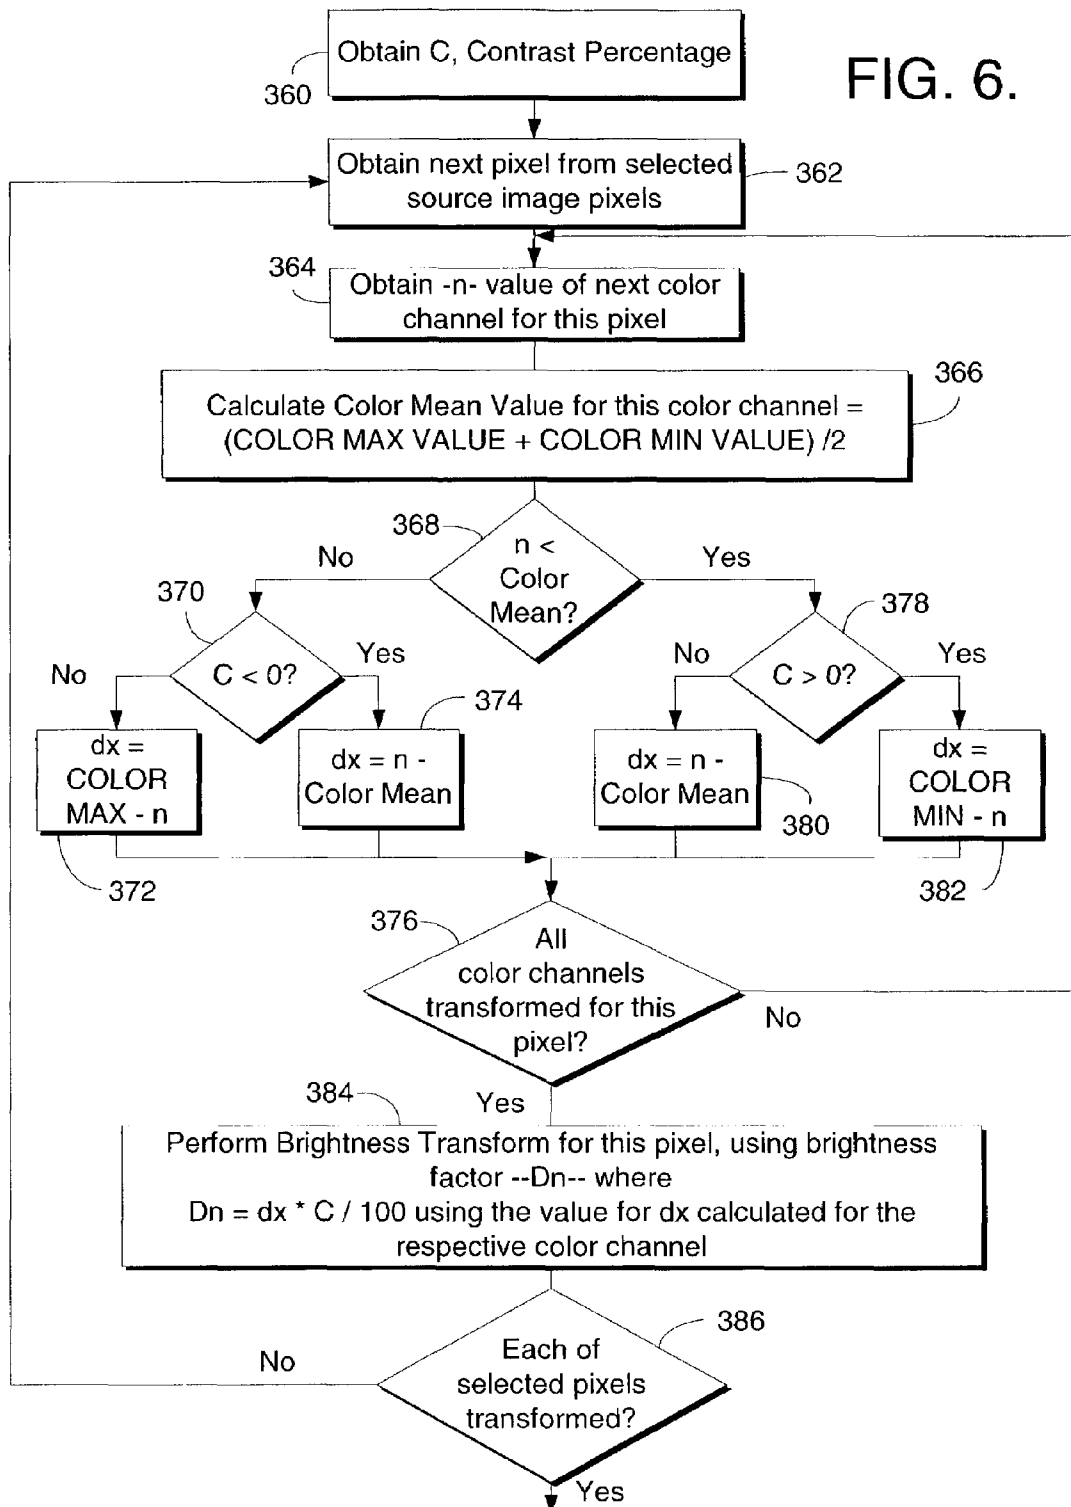 FIG. 6.
Obtain C, Contrast Percentage
360
Obtain next pixel from selected
source image pixels
362
364
Obtain -n- value of next color
channel for this pixel
366
Calculate Color Mean Value for this color channel =
(COLOR MAX VALUE + COLOR MIN VALUE) /2
368
n <
Color
Mean?
No
Yes
370
C < 0?
No
Yes
378
C > 0?
No
Yes
374
dx =
COLOR
MAX - n
372
dx = n -
Color Mean
dx = n -
Color Mean
380
dx =
COLOR
MIN - n
382
376
All
color channels
transformed for this
pixel?
No
Yes
384
Perform Brightness Transform for this pixel, using brightness
factor --Dn-- where
Dn = dx * C / 100 using the value for dx calculated for the
respective color channel
386
Each of
selected pixels
transformed?
No
Yes